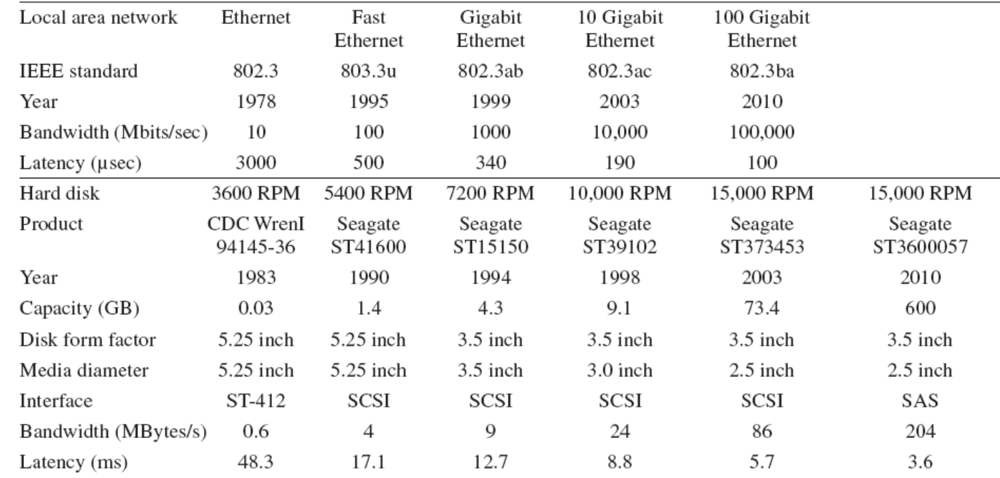 Local area network Ethernet Fast Gigabit 10 Gigabit 100 Gigabit
Ethernet Ethernet Ethernet Ethernet
IEEE standard 802.3 803.3u 802.3ab 802.3ac 802.3ba
Year 1978 1995 1999 2003 2010
Bandwidth (Mbits/sec) 10 100 1000 10,000 100,000
Latency (µsec) 3000 500 340 190 100
Hard disk 3600 RPM 5400 RPM 7200 RPM 10,000 RPM 15,000 RPM 15,000 RPM
Product CDC WrenI Seagate Seagate Seagate Seagate Seagate
94145-36 ST41600 ST15150 ST39102 ST373453 ST3600057
Year 1983 1990 1994 1998 2003 2010
Capacity (GB) 0.03 1.4 4.3 9.1 73.4 600
Disk form factor 5.25 inch 5.25 inch 3.5 inch 3.5 inch 3.5 inch 3.5 inch
Media diameter 5.25 inch 5.25 inch 3.5 inch 3.0 inch 2.5 inch 2.5 inch
Interface ST-412 SCSI SCSI SCSI SCSI SAS
Bandwidth (MBytes/s) 0.6 4 9 24 86 204
Latency (ms) 48.3 17.1 12.7 8.8 5.7 3.6